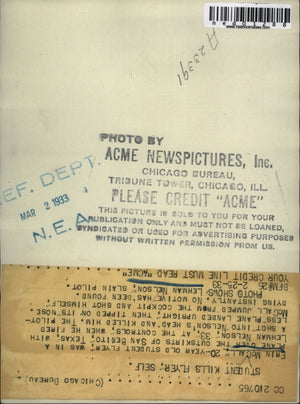 www.historicimages.com
A 23391
PHOTO BY
ACME NEWSPICTURES, Inc.
CHICAGO BUREAU,
TRIBUNE TOWER, CHICAGO, ILL.
PLEASE CREDIT "ACME"
THIS PICTURE IS SOLD TO YOU FOR YOUR
PUBLICATION ONLY AND MUST NOT BE LOANED,
SYNDICATED OR USED FOR ADVERTISING PURPOSES
WITHOUT WRITTEN PERMISSION FROM US.
REF. DEPT.
MAR 2 1933
N. E. A.
CC 210765 (CHICAGO BUREAU)
STUDENT KILLS FLYER, SELF
20-YEAR OLD STUDENT FLYER, WAS IN A
PLANE OVER THE OUTSKIRTS OF SAN BENITO, TEXAS, WITH
LEHMAN NELSON, 33, AT CONTROLS, WHEN HE FIRED
A SHOT INTO NELSON'S HEAD AND KILLED HIM. THE PILOT-
LESS PLANE LANDED UPRIGHT, THEN TIPPED ON ITS NOSE.
JUMPED FROM THE COCKPIT AND SHOT HIMSELF,
DYING INSTANTLY. NO MOTIVE HAS BEEN FOUND.
PHOTO SHOWS LEHMAN NELSON, SLAIN PILOT.
2-25-33
YOUR CREDIT LINE MUST READ "ACME"